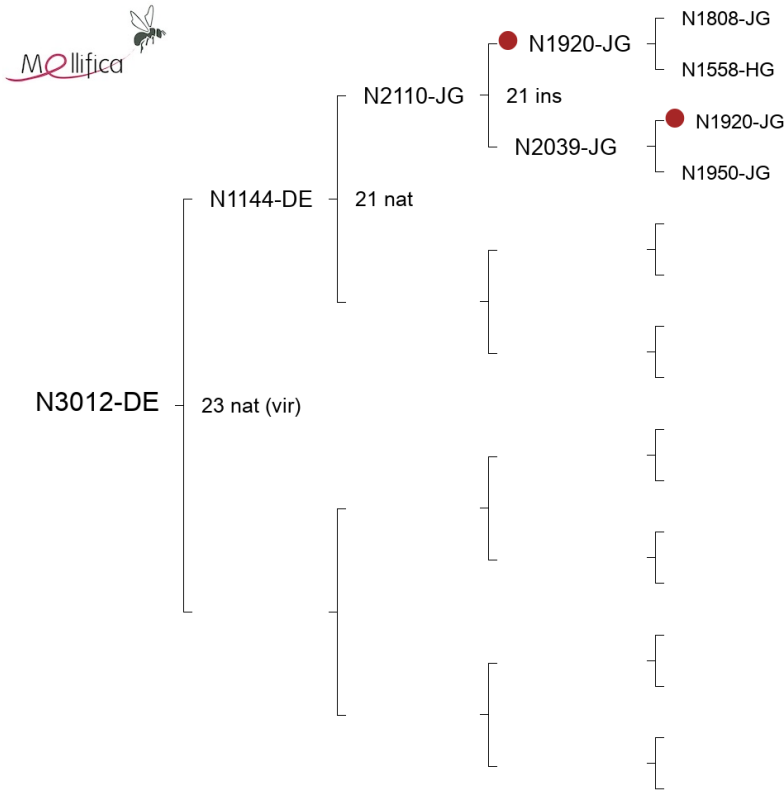 Mellifica
N1808-JG
N1920-JG
N1558-HG
N2110-JG
21 ins
N1920-JG
N2039-JG
N1950-JG
N1144-DE
21 nat
N3012-DE
23 nat (vir)